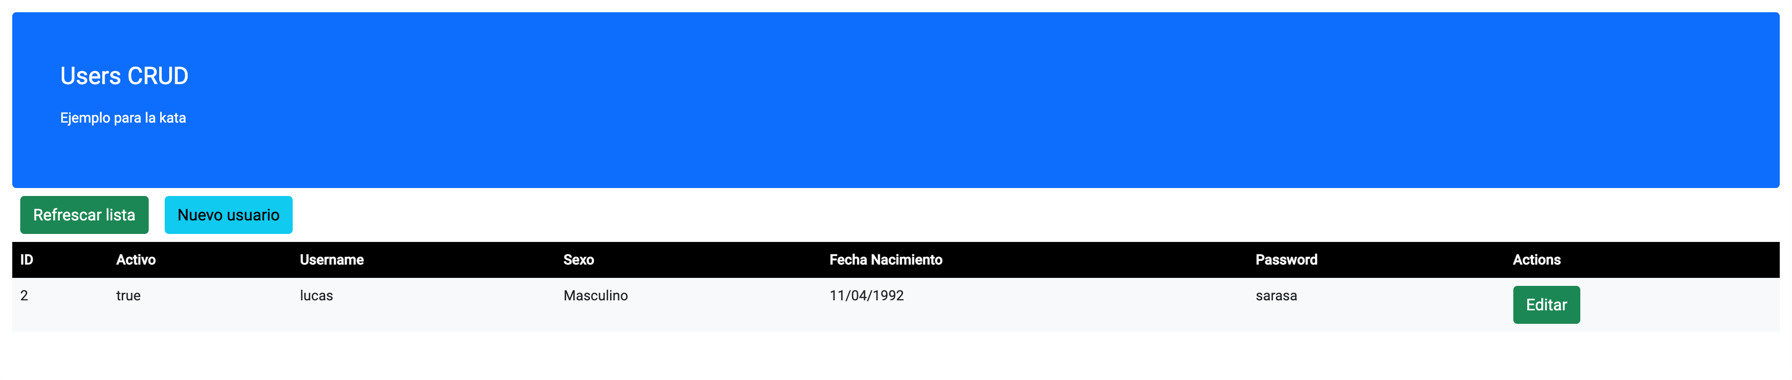 Users CRUD
Ejemplo para la kata
Refrescar lista Nuevo usuario
ID Activo Username Sexo Fecha Nacimiento Password Actions
2 true lucas Masculino 11/04/1992 sarasa Editar